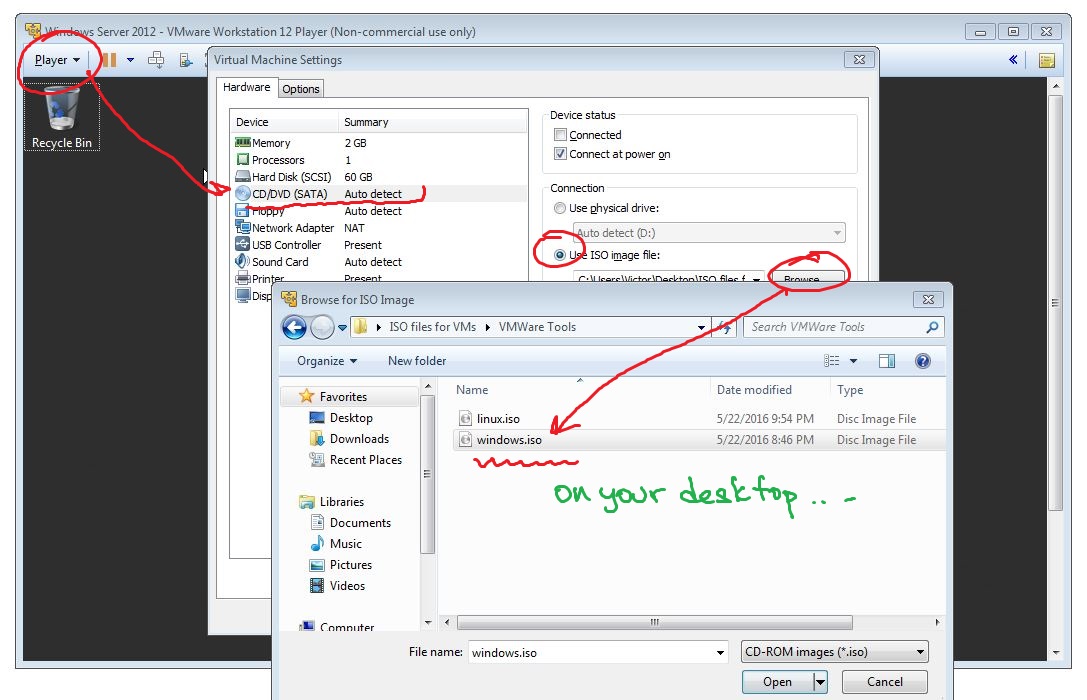 Windows Server 2012 - VMware Workstation 12 Player (Non-commercial use only)
Player
Virtual Machine Settings
Recycle Bin
Hardware Options
Device Summary
Memory 2 GB
Processors 1
Hard Disk (SCSI) 60 GB
CD/DVD (SATA) Auto detect
Floppy Auto detect
Network Adapter NAT
USB Controller Present
Sound Card Auto detect
Printer Present
Device status
Connected
Connect at power on
Connection
Use physical drive:
Auto detect (D:)
Use ISO image file:
C:\Users\Victor\Desktop\ISO files f
Browse...
Browse for ISO Image
ISO files for VMs VMWare Tools
Search VMWare Tools
Organize New folder
Favorites
Desktop
Downloads
Recent Places
Libraries
Documents
Music
Pictures
Videos
Computer
Name Date modified Type
linux.iso 5/22/2016 9:54 PM Disc Image File
windows.iso 5/22/2016 8:46 PM Disc Image File
on your desktop .. -
File name: windows.iso CD-ROM images (*.iso)
Open Cancel